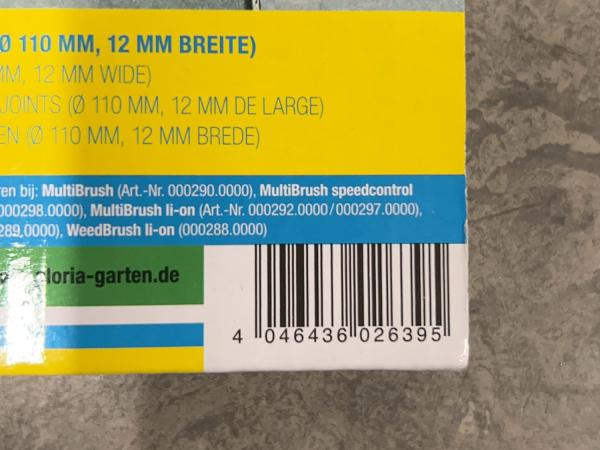 Ø 110 MM, 12 MM BREITE)
MM, 12 MM WIDE)
JOINTS (Ø 110 MM, 12 MM DE LARGE)
EN (Ø 110 MM, 12 MM BREDE)
ren bij: MultiBrush (Art.-Nr. 000290.0000), MultiBrush speedcontrol
000298.0000), MultiBrush li-on (Art.-Nr. 000292.0000/000297.0000),
289.0000), WeedBrush li-on (000288.0000)
gloria-garten.de
4 046436 026395